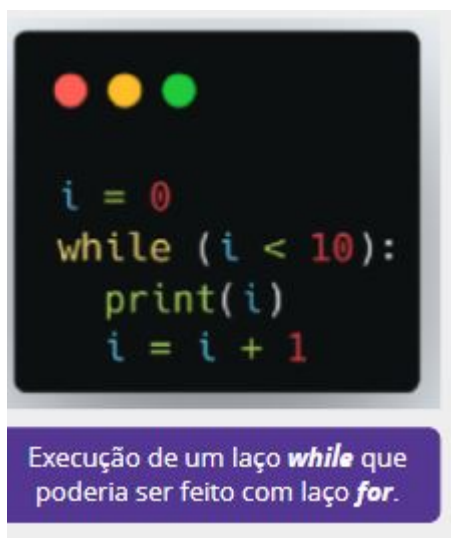 i = 0
while (i < 10):
print(i)
i = i + 1
Execução de um laço while que
poderia ser feito com laço for.